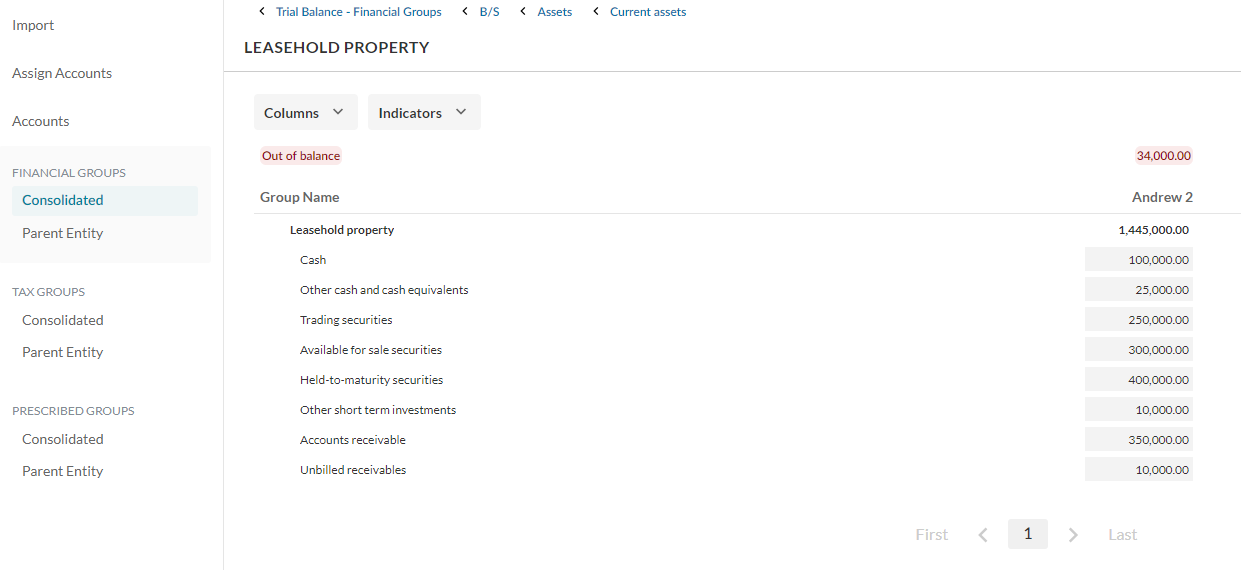 Import
Assign Accounts
Accounts
FINANCIAL GROUPS
Consolidated
Parent Entity
TAX GROUPS
Consolidated
Parent Entity
PRESCRIBED GROUPS
Consolidated
Parent Entity
Trial Balance - Financial Groups B/S Assets Current assets
LEASEHOLD PROPERTY
Columns Indicators
Out of balance 34,000.00
Group Name Andrew 2
Leasehold property 1,445,000.00
Cash 100,000.00
Other cash and cash equivalents 25,000.00
Trading securities 250,000.00
Available for sale securities 300,000.00
Held-to-maturity securities 400,000.00
Other short term investments 10,000.00
Accounts receivable 350,000.00
Unbilled receivables 10,000.00
First 1 Last